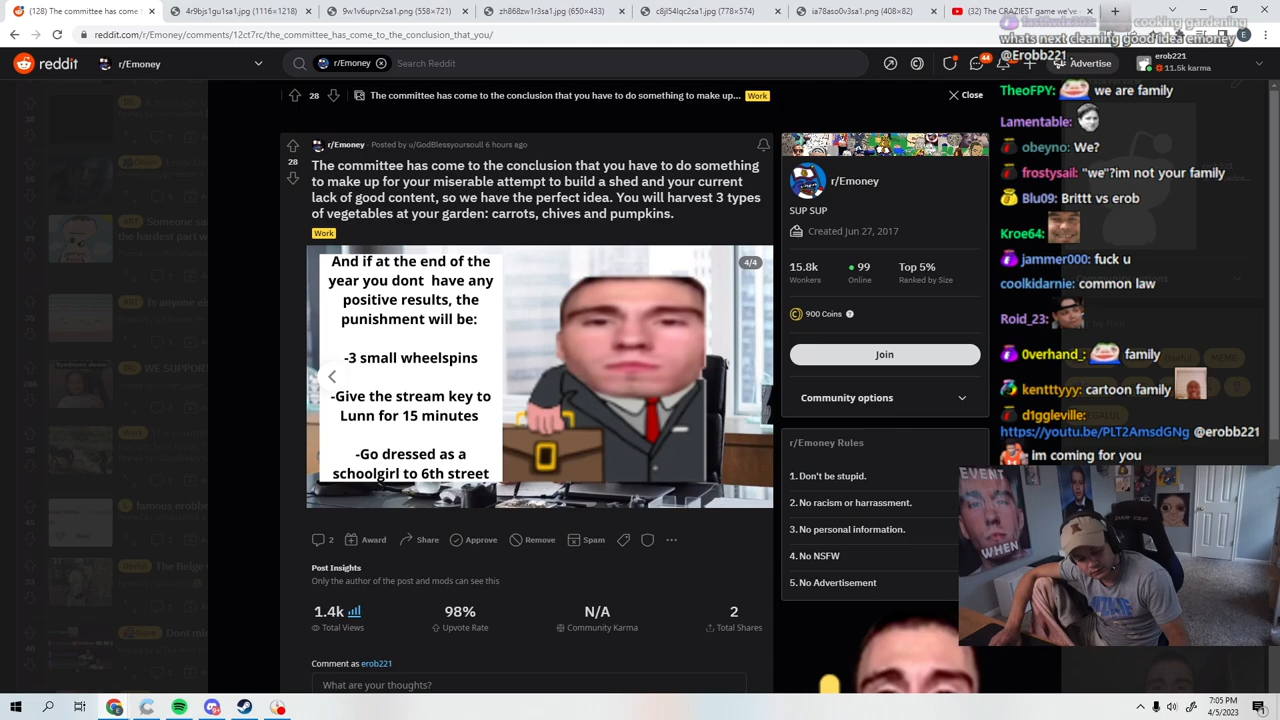 (128) The committee has come to
4r9bjs1gu1sa1.jpg (1116×1218)
9w1v6uprv2sa1.png (558×721)
zh868wr1r3sa1.jpg (650×433)
c8jl54lqc2sa1.jpg (778×574)
ia78aso0v3sa1.png (408×82)
(32) The CRAZIEST game we've
reddit.com/r/Emoney/comments/12ct7rc/the_committee_has_come_to_the_conclusion_that_you/
cooking gardening
whats next cleaning good idea emoney
@Erobb221
reddit
r/Emoney
r/Emoney
Search Reddit
44
Advertise
erob221
11.5k karma
28
The committee has come to the conclusion that you have to do something to make up...
Work
Close
r/Emoney • Posted by u/GodBlessyoursoull 6 hours ago
28
The committee has come to the conclusion that you have to do something
to make up for your miserable attempt to build a shed and your current
lack of good content, so we have the perfect idea. You will harvest 3 types
of vegetables at your garden: carrots, chives and pumpkins.
Work
And if at the end of the
year you dont have any
positive results, the
punishment will be:
-3 small wheelspins
-Give the stream key to
Lunn for 15 minutes
-Go dressed as a
schoolgirl to 6th street
4/4
2
Award
Share
Approve
Remove
Spam
Post Insights
Only the author of the post and mods can see this
1.4k
98%
N/A
2
Total Views
Upvote Rate
Community Karma
Total Shares
Comment as erob221
What are your thoughts?
r/Emoney
SUP SUP
Created Jun 27, 2017
15.8k
99
Top 5%
Workers
Online
Ranked by Size
900 Coins
Join
Community options
r/Emoney Rules
1. Don't be stupid.
2. No racism or harrassment.
3. No personal information.
4. No NSFW
5. No Advertisement
TheoFPY: we are family
Lamentable:
obeyno: We?
frostysail: "we"?im not your family
Blu09: Brittt vs erob
Kroe64:
jammer000: fuck u
coolkidarnie: common law
Roid_23:
0verhand_: family
kentttyyy: cartoon family
d1ggleville:
https://youtu.be/PLT2AmsdGNg @erobb221
im coming for you
EVENT
WHEN
7:05 PM
4/5/2023